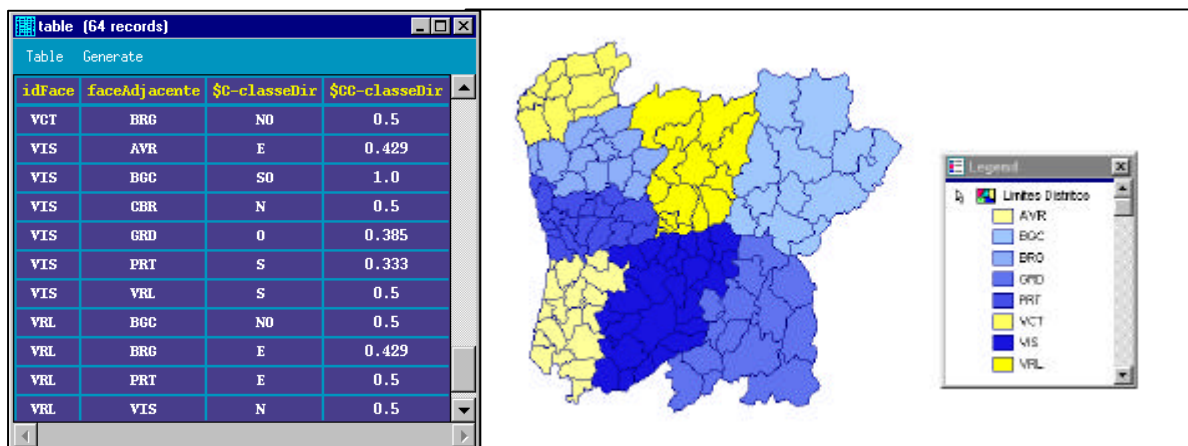 table (64 records)
Table Generate
idFace faceAdjacente $C-classeDir $CC-classeDir
VCT BRG NO 0.5
VIS AVR E 0.429
VIS BGC SO 1.0
VIS CBR N 0.5
VIS GRD O 0.385
VIS PRT S 0.333
VIS VRL S 0.5
VRL BGC NO 0.5
VRL BRG E 0.429
VRL PRT E 0.5
VRL VIS N 0.5
Legend
Limites Distritco
AVR
BGC
BRG
GRD
PRT
VCT
VIS
VRL